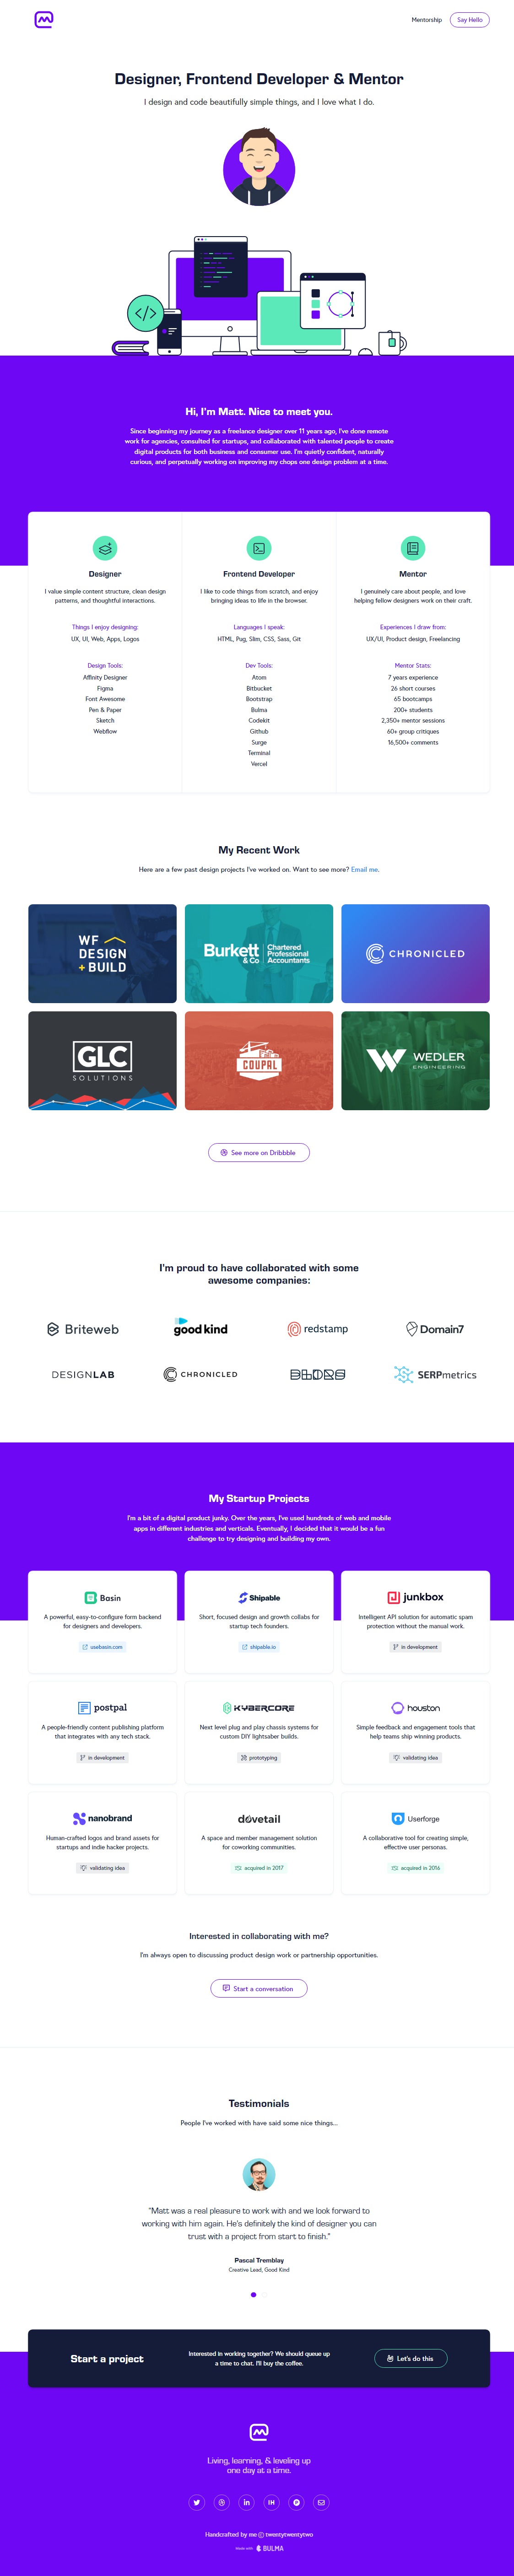 Mentorship
Say Hello
Designer, Frontend Developer & Mentor
I design and code beautifully simple things, and I love what I do.
</>
Hi, I'm Matt. Nice to meet you.
Since beginning my journey as a freelance designer over 11 years ago, I've done remote
work for agencies, consulted for startups, and collaborated with talented people to create
digital products for both business and consumer use. I'm quietly confident, naturally
curious, and perpetually working on improving my chops one design problem at a time.
Designer
I value simple content structure, clean design
patterns, and thoughtful interactions.
Things I enjoy designing:
UX, UI, Web, Apps, Logos
Design Tools:
Affinity Designer
Figma
Font Awesome
Pen & Paper
Sketch
Webflow
Frontend Developer
I like to code things from scratch, and enjoy
bringing ideas to life in the browser.
Languages I speak:
HTML, Pug, Slim, CSS, Sass, Git
Dev Tools:
Atom
Bitbucket
Bootstrap
Bulma
Codekit
Github
Surge
Terminal
Vercel
Mentor
I genuinely care about people, and love
helping fellow designers work on their craft.
Experiences I draw from:
UX/UI, Product design, Freelancing
Mentor Stats:
7 years experience
26 short courses
65 bootcamps
200+ students
2,350+ mentor sessions
60+ group critiques
16,500+ comments
My Recent Work
Here are a few past design projects I've worked on. Want to see more? Email me.
WF
DESIGN
+BUILD
Burkett
& Co
Chartered
Professional
Accountants
CHRONICLED
GLC
SOLUTIONS
COUPAL
WEDLER
ENGINEERING
See more on Dribbble
I'm proud to have collaborated with some
awesome companies:
Briteweb
good kind
redstamp
Domain7
DESIGNLAB
CHRONICLED
SERPmetrics
My Startup Projects
I'm a bit of a digital product junky. Over the years, I've used hundreds of web and mobile
apps in different industries and verticals. Eventually, I decided that it would be a fun
challenge to try designing and building my own.
Basin
A powerful, easy-to-configure form backend
for designers and developers.
usebasin.com
Shipable
Short, focused design and growth collabs for
startup tech founders.
shipable.io
junkbox
Intelligent API solution for automatic spam
protection without the manual work.
in development
postpal
A people-friendly content publishing platform
that integrates with any tech stack.
in development
KYBERCORE
Next level plug and play chassis systems for
custom DIY lightsaber builds.
prototyping
houston
Simple feedback and engagement tools that
help teams ship winning products.
validating idea
nanobrand
Human-crafted logos and brand assets for
startups and indie hacker projects.
validating idea
dovetail
A space and member management solution
for coworking communities.
acquired in 2017
Userforge
A collaborative tool for creating simple,
effective user personas.
acquired in 2016
Interested in collaborating with me?
I'm always open to discussing product design work or partnership opportunities.
Start a conversation
Testimonials
People I've worked with have said some nice things...
"Matt was a real pleasure to work with and we look forward to
working with him again. He's definitely the kind of designer you can
trust with a project from start to finish."
Pascal Tremblay
Creative Lead, Good Kind
Start a project
Interested in working together? We should queue up
a time to chat. I'll buy the coffee.
Let's do this
Living, learning, & leveling up
one day at a time.
Handcrafted by me © twentytwentytwo
Made with BULMA